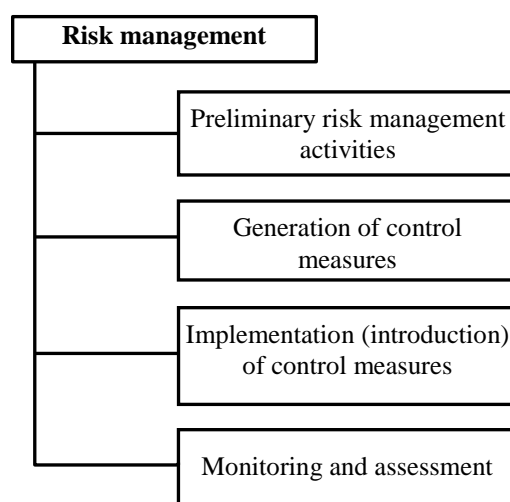 Risk management
Preliminary risk management
activities
Generation of control
measures
Implementation (introduction)
of control measures
Monitoring and assessment